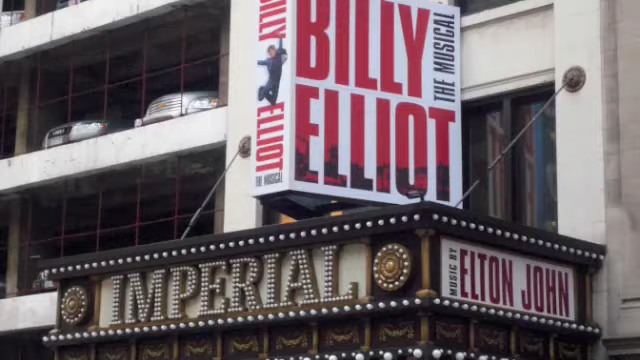 BILLY
ELLIOT
THE MUSICAL
BILLY
ELLIOT
THE MUSICAL
IMPERIAL
MUSIC BY
ELTON JOHN